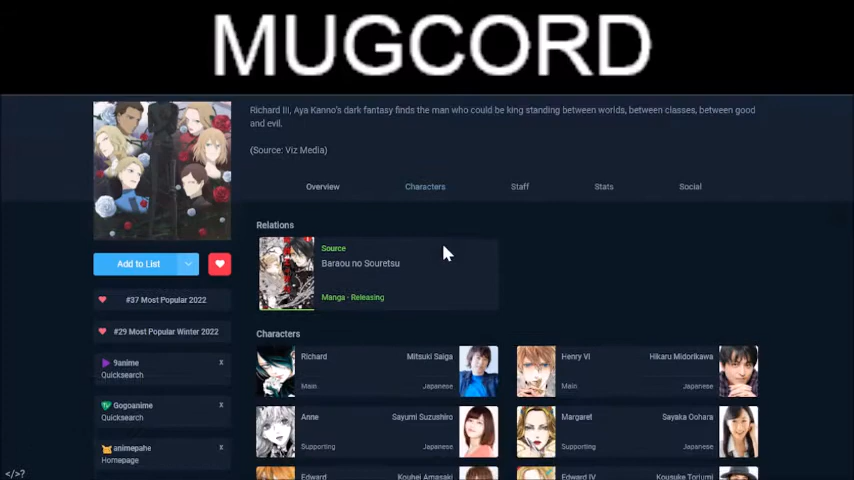 MUGCORD
Richard III, Aya Kanno's dark fantasy finds the man who could be king standing between worlds, between classes, between good
and evil.
(Source: Viz Media)
Overview
Characters
Staff
Stats
Social
Relations
Source
Baraou no Souretsu
Manga · Releasing
Add to List
#37 Most Popular 2022
#29 Most Popular Winter 2022
9anime
x
Quicksearch
Gogoanime
x
Quicksearch
animepahe
x
Homepage
Characters
Richard
Mitsuki Saiga
Main
Japanese
Henry VI
Hikaru Midorikawa
Main
Japanese
Anne
Sayumi Suzushiro
Supporting
Japanese
Margaret
Sayaka Oohara
Supporting
Japanese
Edward
Kouhei Amasaki
Edward IV
Kousuke Toriumi
</>?